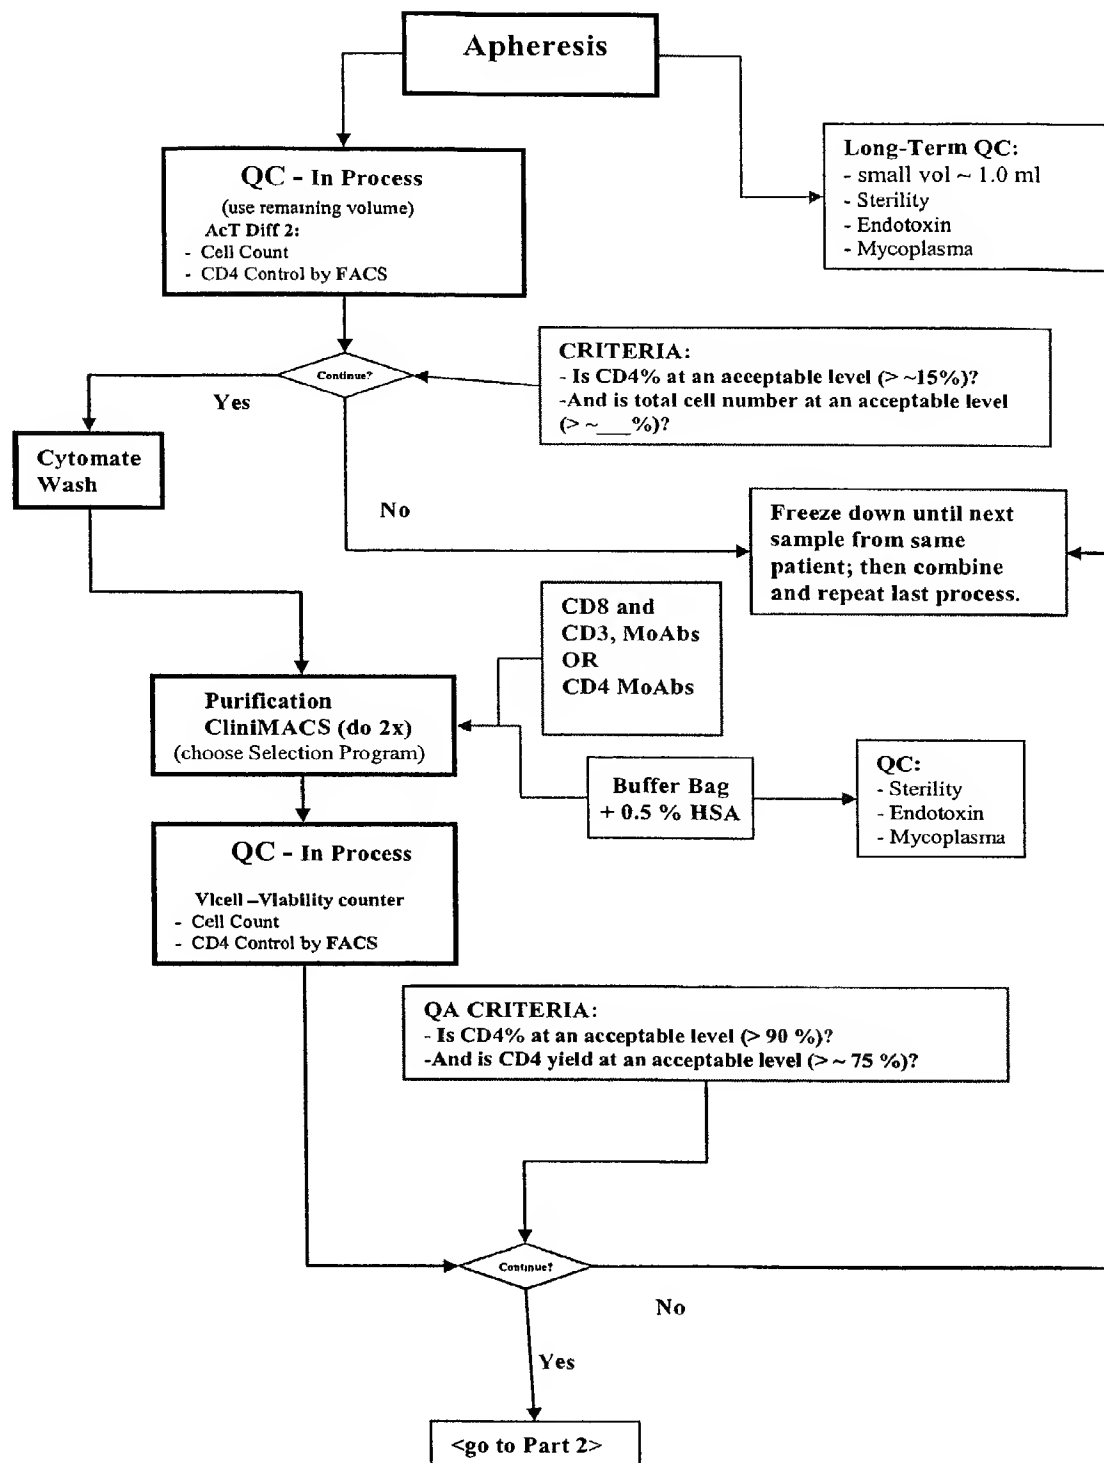 Apheresis
QC - In Process
(use remaining volume)
AcT Diff 2:
- Cell Count
- CD4 Control by FACS
Long-Term QC:
- small vol ~ 1.0 ml
- Sterility
- Endotoxin
- Mycoplasma
Continue?
CRITERIA:
- Is CD4% at an acceptable level (> ~15%)?
-And is total cell number at an acceptable level
(> ~___%)?
Yes
Cytomate
Wash
No
Freeze down until next
sample from same
patient; then combine
and repeat last process.
CD8 and
CD3, MoAbs
OR
CD4 MoAbs
Purification
CliniMACS (do 2x)
(choose Selection Program)
Buffer Bag
+ 0.5 % HSA
QC:
- Sterility
- Endotoxin
- Mycoplasma
QC - In Process
Vicell –Viability counter
- Cell Count
- CD4 Control by FACS
QA CRITERIA:
- Is CD4% at an acceptable level (> 90 %)?
-And is CD4 yield at an acceptable level (> ~ 75 %)?
Continue?
No
Yes
<go to Part 2>